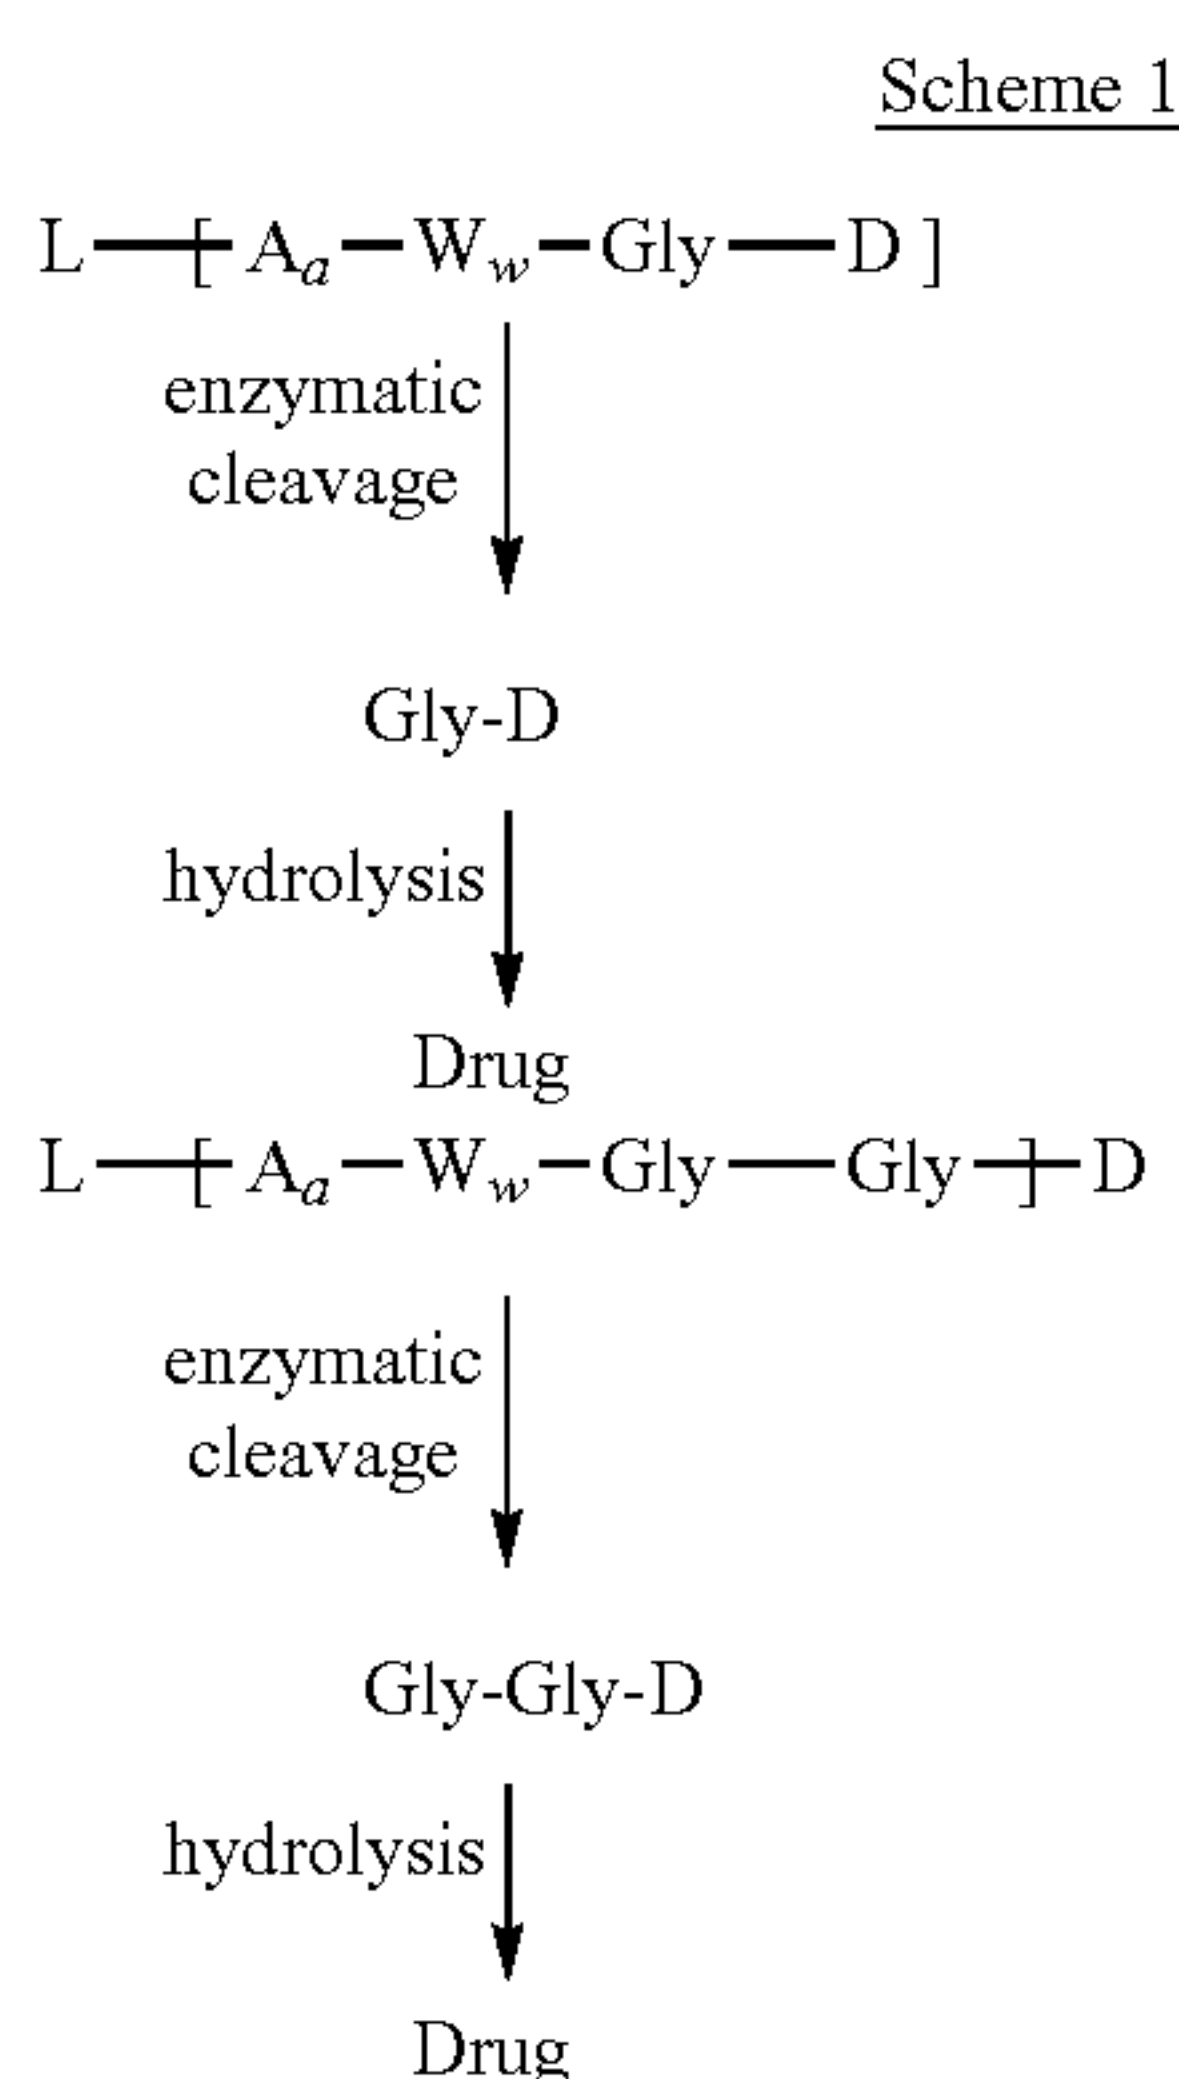 Scheme 1
L—[ Aa—Ww—Gly—D ]
enzymatic
cleavage
Gly-D
hydrolysis
Drug
L—[ Aa—Ww—Gly—Gly—]—D
enzymatic
cleavage
Gly-Gly-D
hydrolysis
Drug